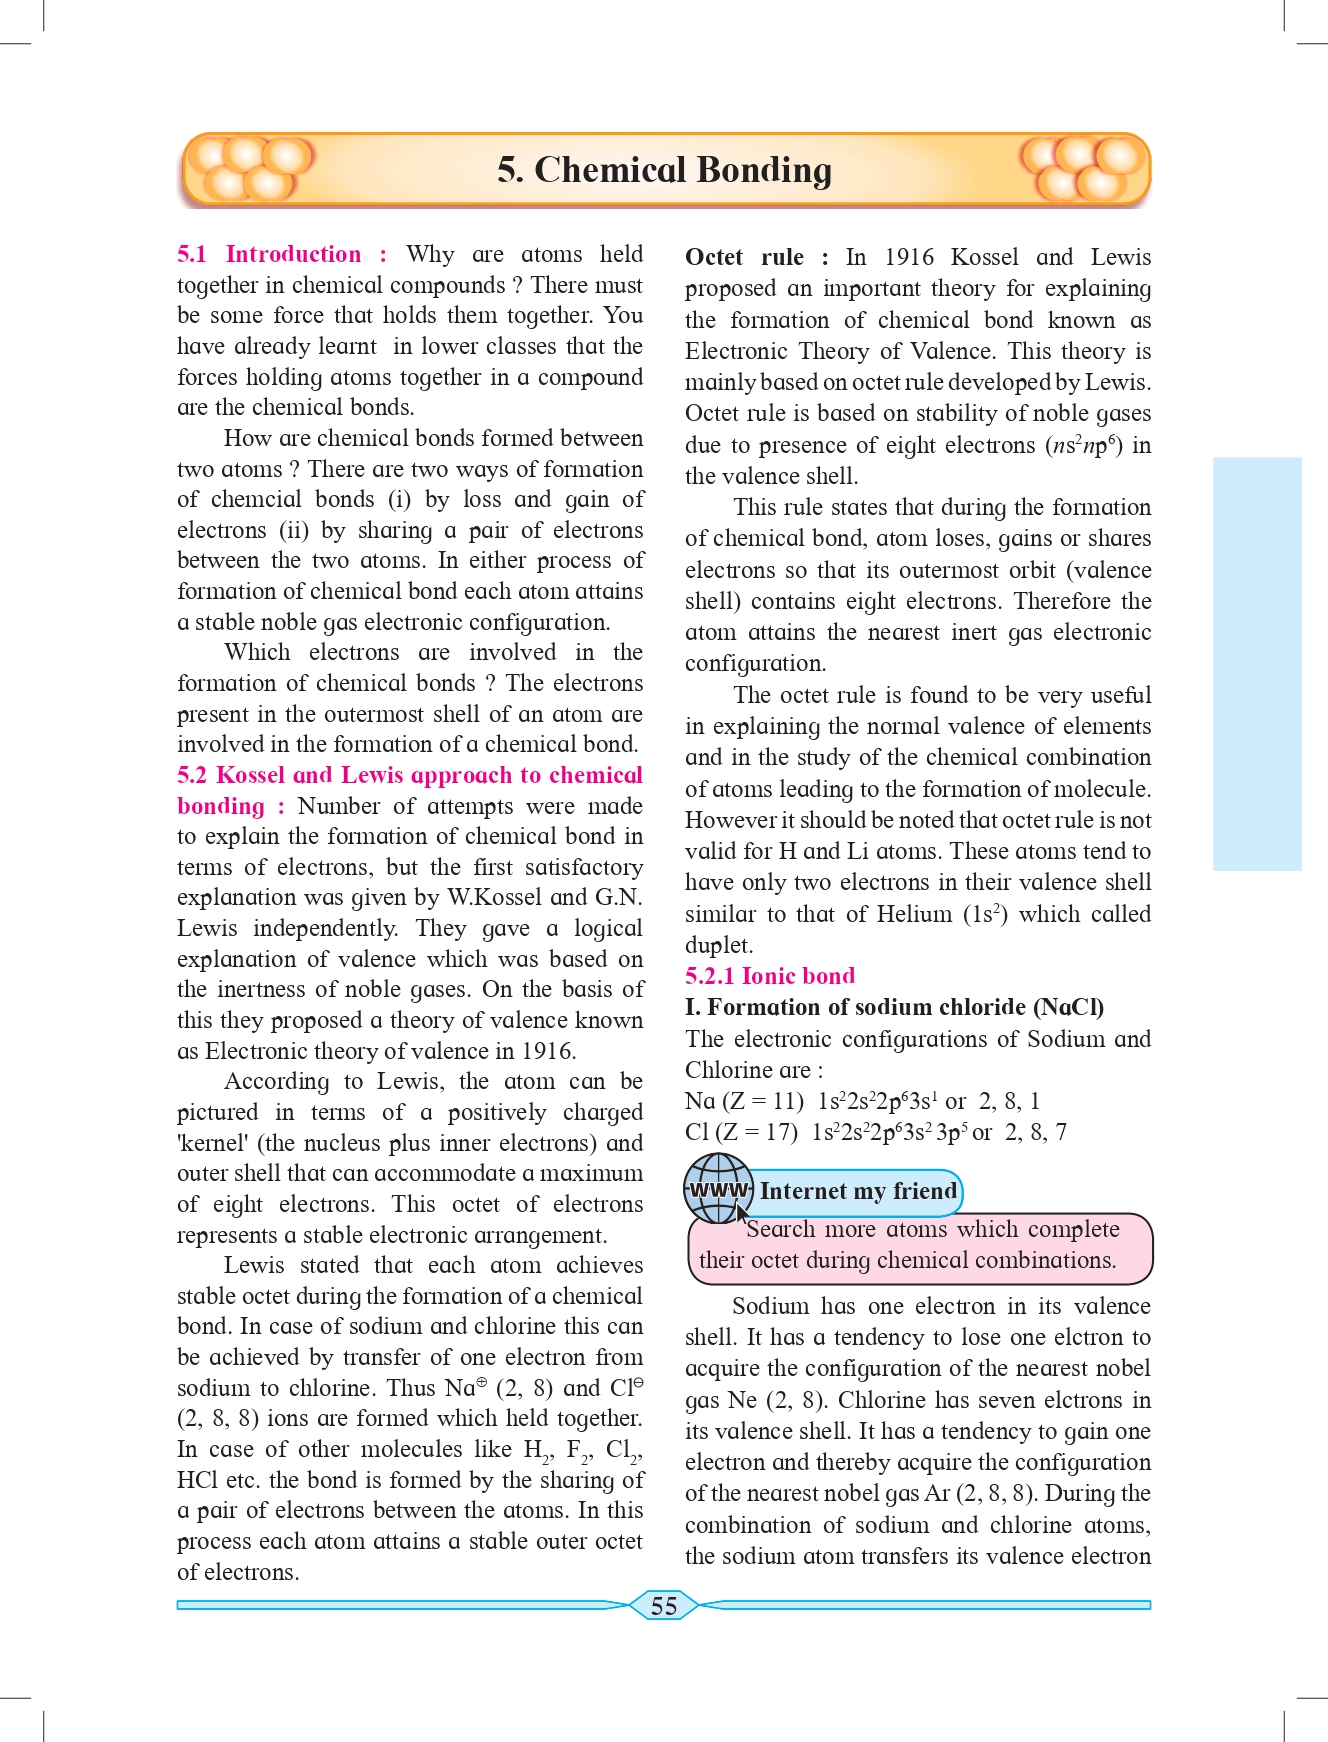 5. Chemical Bonding
5.1 Introduction : Why are atoms held
together in chemical compounds ? There must
be some force that holds them together. You
have already learnt in lower classes that the
forces holding atoms together in a compound
are the chemical bonds.
How are chemical bonds formed between
two atoms ? There are two ways of formation
of chemcial bonds (i) by loss and gain of
electrons (ii) by sharing a pair of electrons
between the two atoms. In either process of
formation of chemical bond each atom attains
a stable noble gas electronic configuration.
Which electrons are involved in the
formation of chemical bonds ? The electrons
present in the outermost shell of an atom are
involved in the formation of a chemical bond.
5.2 Kossel and Lewis approach to chemical
bonding : Number of attempts were made
to explain the formation of chemical bond in
terms of electrons, but the first satisfactory
explanation was given by W.Kossel and G.N.
Lewis independently. They gave a logical
explanation of valence which was based on
the inertness of noble gases. On the basis of
this they proposed a theory of valence known
as Electronic theory of valence in 1916.
According to Lewis, the atom can be
pictured in terms of a positively charged
'kernel' (the nucleus plus inner electrons) and
outer shell that can accommodate a maximum
of eight electrons. This octet of electrons
represents a stable electronic arrangement.
Lewis stated that each atom achieves
stable octet during the formation of a chemical
bond. In case of sodium and chlorine this can
be achieved by transfer of one electron from
sodium to chlorine. Thus Na⊕ (2, 8) and Cl⊖
(2, 8, 8) ions are formed which held together.
In case of other molecules like H₂, F₂, Cl₂,
HCl etc. the bond is formed by the sharing of
a pair of electrons between the atoms. In this
process each atom attains a stable outer octet
of electrons.
Octet rule : In 1916 Kossel and Lewis
proposed an important theory for explaining
the formation of chemical bond known as
Electronic Theory of Valence. This theory is
mainly based on octet rule developed by Lewis.
Octet rule is based on stability of noble gases
due to presence of eight electrons (ns²np⁶) in
the valence shell.
This rule states that during the formation
of chemical bond, atom loses, gains or shares
electrons so that its outermost orbit (valence
shell) contains eight electrons. Therefore the
atom attains the nearest inert gas electronic
configuration.
The octet rule is found to be very useful
in explaining the normal valence of elements
and in the study of the chemical combination
of atoms leading to the formation of molecule.
However it should be noted that octet rule is not
valid for H and Li atoms. These atoms tend to
have only two electrons in their valence shell
similar to that of Helium (1s²) which called
duplet.
5.2.1 Ionic bond
I. Formation of sodium chloride (NaCl)
The electronic configurations of Sodium and
Chlorine are :
Na (Z = 11) 1s²2s²2p⁶3s¹ or 2, 8, 1
Cl (Z = 17) 1s²2s²2p⁶3s² 3p⁵ or 2, 8, 7
WWW Internet my friend
Search more atoms which complete
their octet during chemical combinations.
Sodium has one electron in its valence
shell. It has a tendency to lose one elctron to
acquire the configuration of the nearest nobel
gas Ne (2, 8). Chlorine has seven elctrons in
its valence shell. It has a tendency to gain one
electron and thereby acquire the configuration
of the nearest nobel gas Ar (2, 8, 8). During the
combination of sodium and chlorine atoms,
the sodium atom transfers its valence electron
55